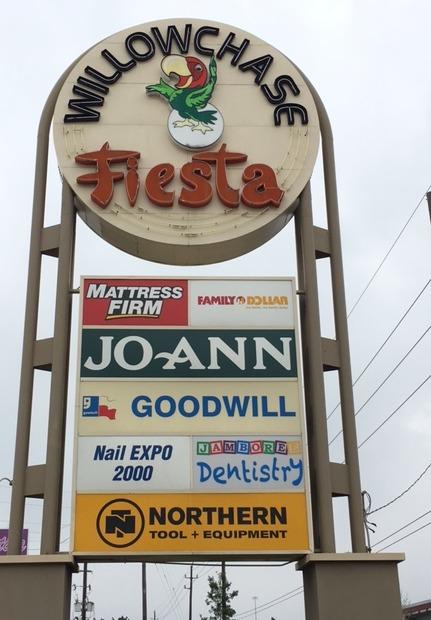 WILLOWCHASE
Fiesta
MATTRESS
FIRM
FAMILY DOLLAR
JO-ANN
GOODWILL
Nail EXPO
2000
JAMBOREE
Dentistry
NORTHERN
TOOL + EQUIPMENT